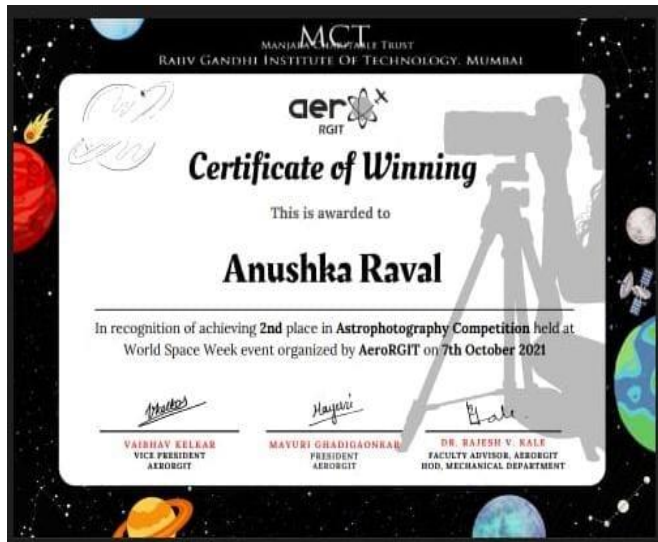 MCT
MANJARA CHARITABLE TRUST
RAJIV GANDHI INSTITUTE OF TECHNOLOGY. MUMBAI
aer
RGIT
Certificate of Winning
This is awarded to
Anushka Raval
In recognition of achieving 2nd place in Astrophotography Competition held at
World Space Week event organized by AeroRGIT on 7th October 2021
VAIBHAV KELKAR
VICE PRESIDENT
AERORGIT
Mayuri
MAYURI GHADIGAONKAR
PRESIDENT
AERORGIT
Kale
DR. RAJESH V. KALE
FACULTY ADVISOR, AERORGIT
HOD, MECHANICAL DEPARTMENT